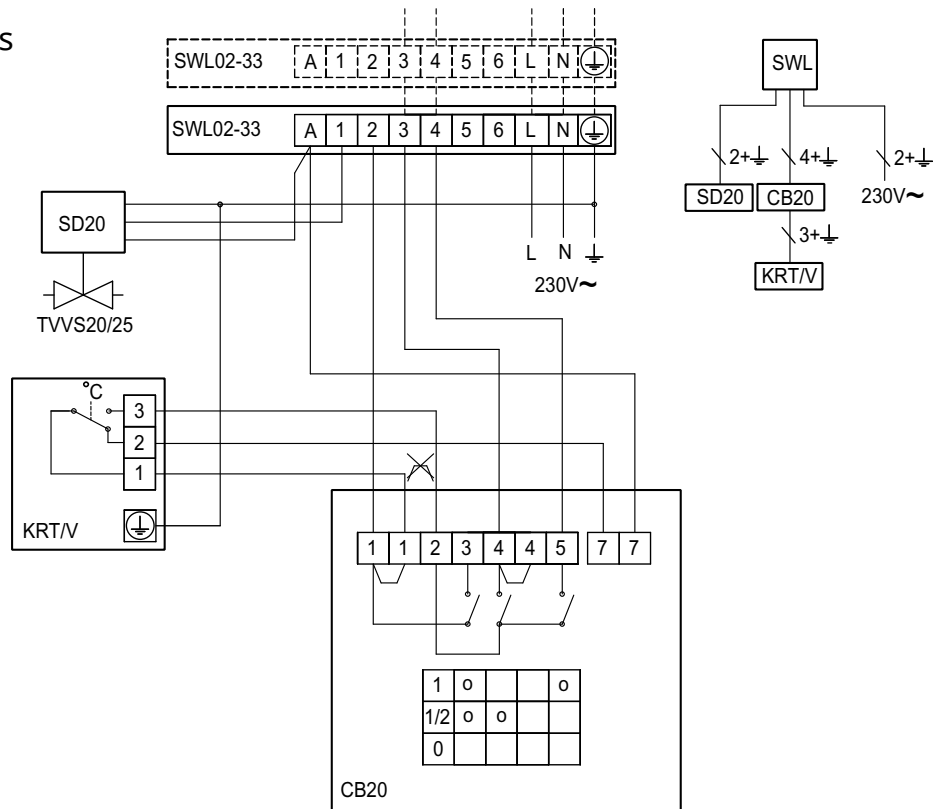 s
SWL02-33 A 1 2 3 4 5 6 L N
SWL02-33 A 1 2 3 4 5 6 L N
SD20
TVVS20/25
L N
230V~
SWL
2+ 4+ 2+
SD20 CB20 230V~
3+
KRT/V
°C
3
2
1
KRT/V
1 1 2 3 4 4 5 7 7
1 o o
1/2 o o
0
CB20